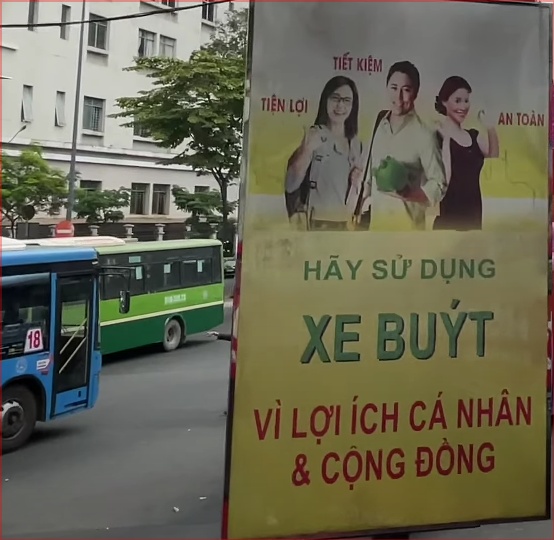 TIẾT KIỆM
TIỆN LỢI
AN TOÀN
HÃY SỬ DỤNG
XE BUÝT
VÌ LỢI ÍCH CÁ NHÂN
& CỘNG ĐỒNG
18